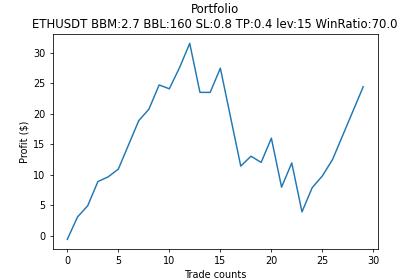 Portfolio
ETHUSDT BBM:2.7 BBL:160 SL:0.8 TP:0.4 lev:15 WinRatio:70.0
30
25
20
15
10
5
0
Profit ($)
0 5 10 15 20 25 30
Trade counts